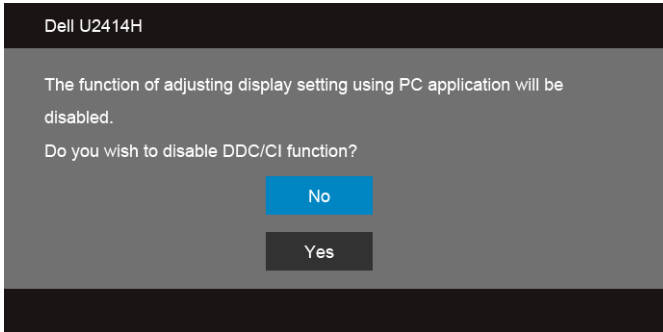 Dell U2414H
The function of adjusting display setting using PC application will be
disabled.
Do you wish to disable DDC/CI function?
No
Yes